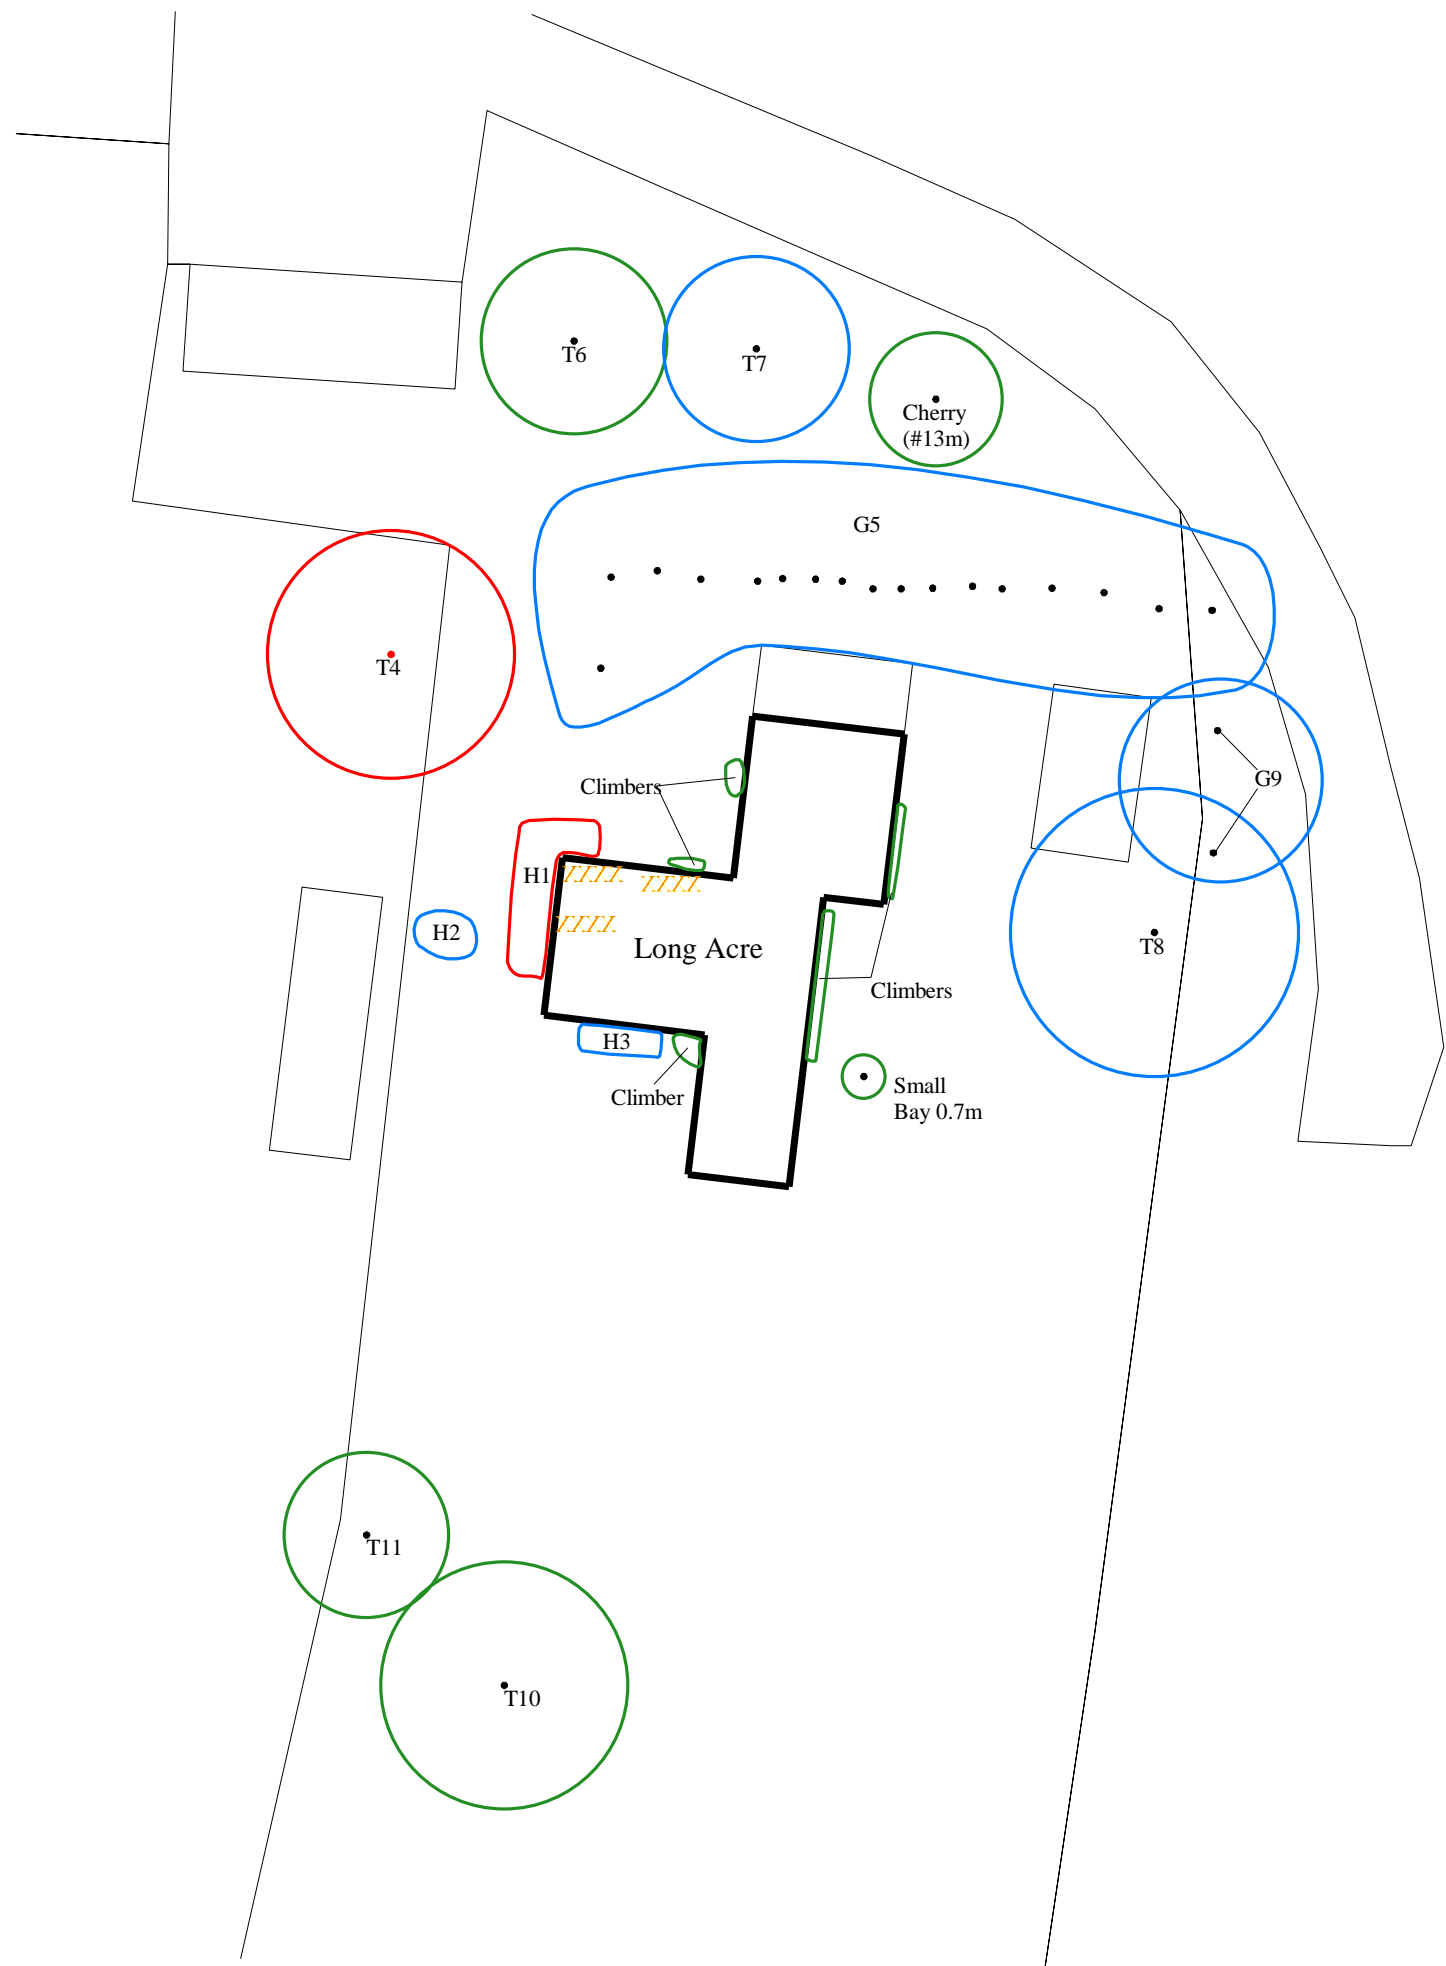 T6
T7
Cherry
(#13m)
G5
T4
G9
Climbers
H1
H2
Long Acre
T8
Climbers
H3
Climber
Small
Bay 0.7m
T11
T10